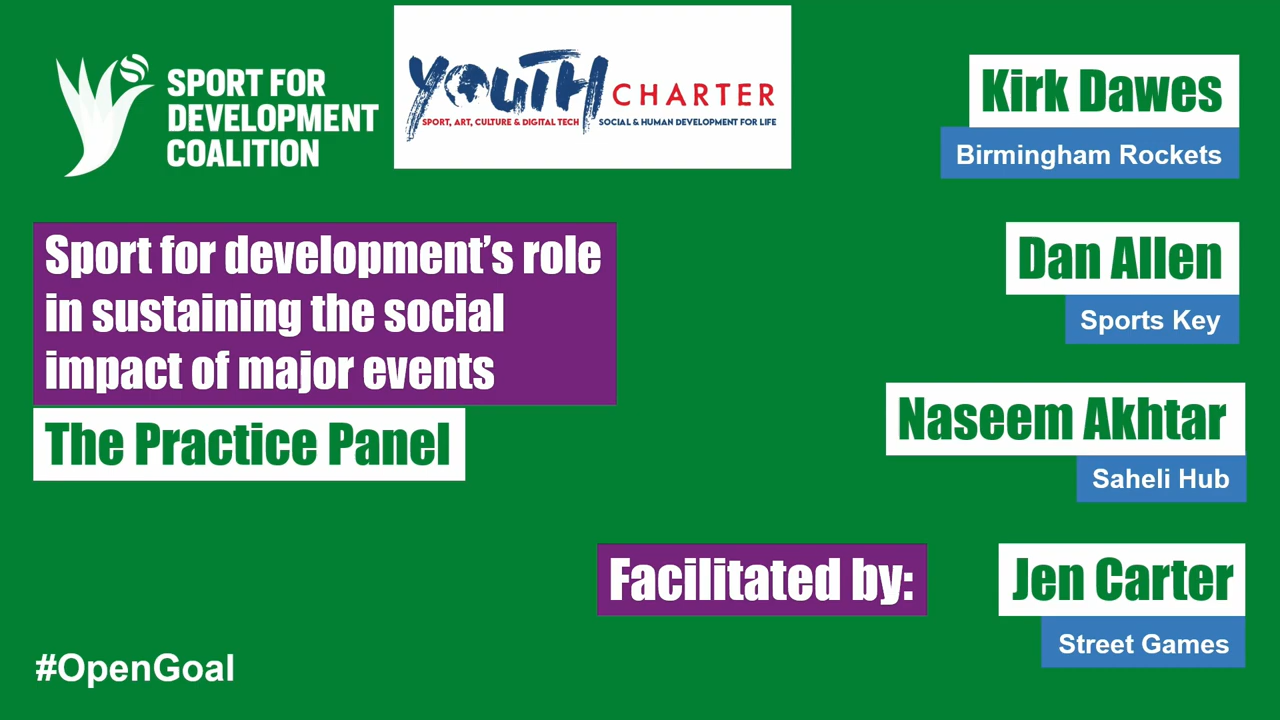 SPORT FOR
DEVELOPMENT
COALITION
YOUTH CHARTER
SPORT, ART, CULTURE & DIGITAL TECH SOCIAL & HUMAN DEVELOPMENT FOR LIFE
Sport for development's role
in sustaining the social
impact of major events
The Practice Panel
Kirk Dawes
Birmingham Rockets
Dan Allen
Sports Key
Naseem Akhtar
Saheli Hub
Facilitated by:
Jen Carter
Street Games
#OpenGoal